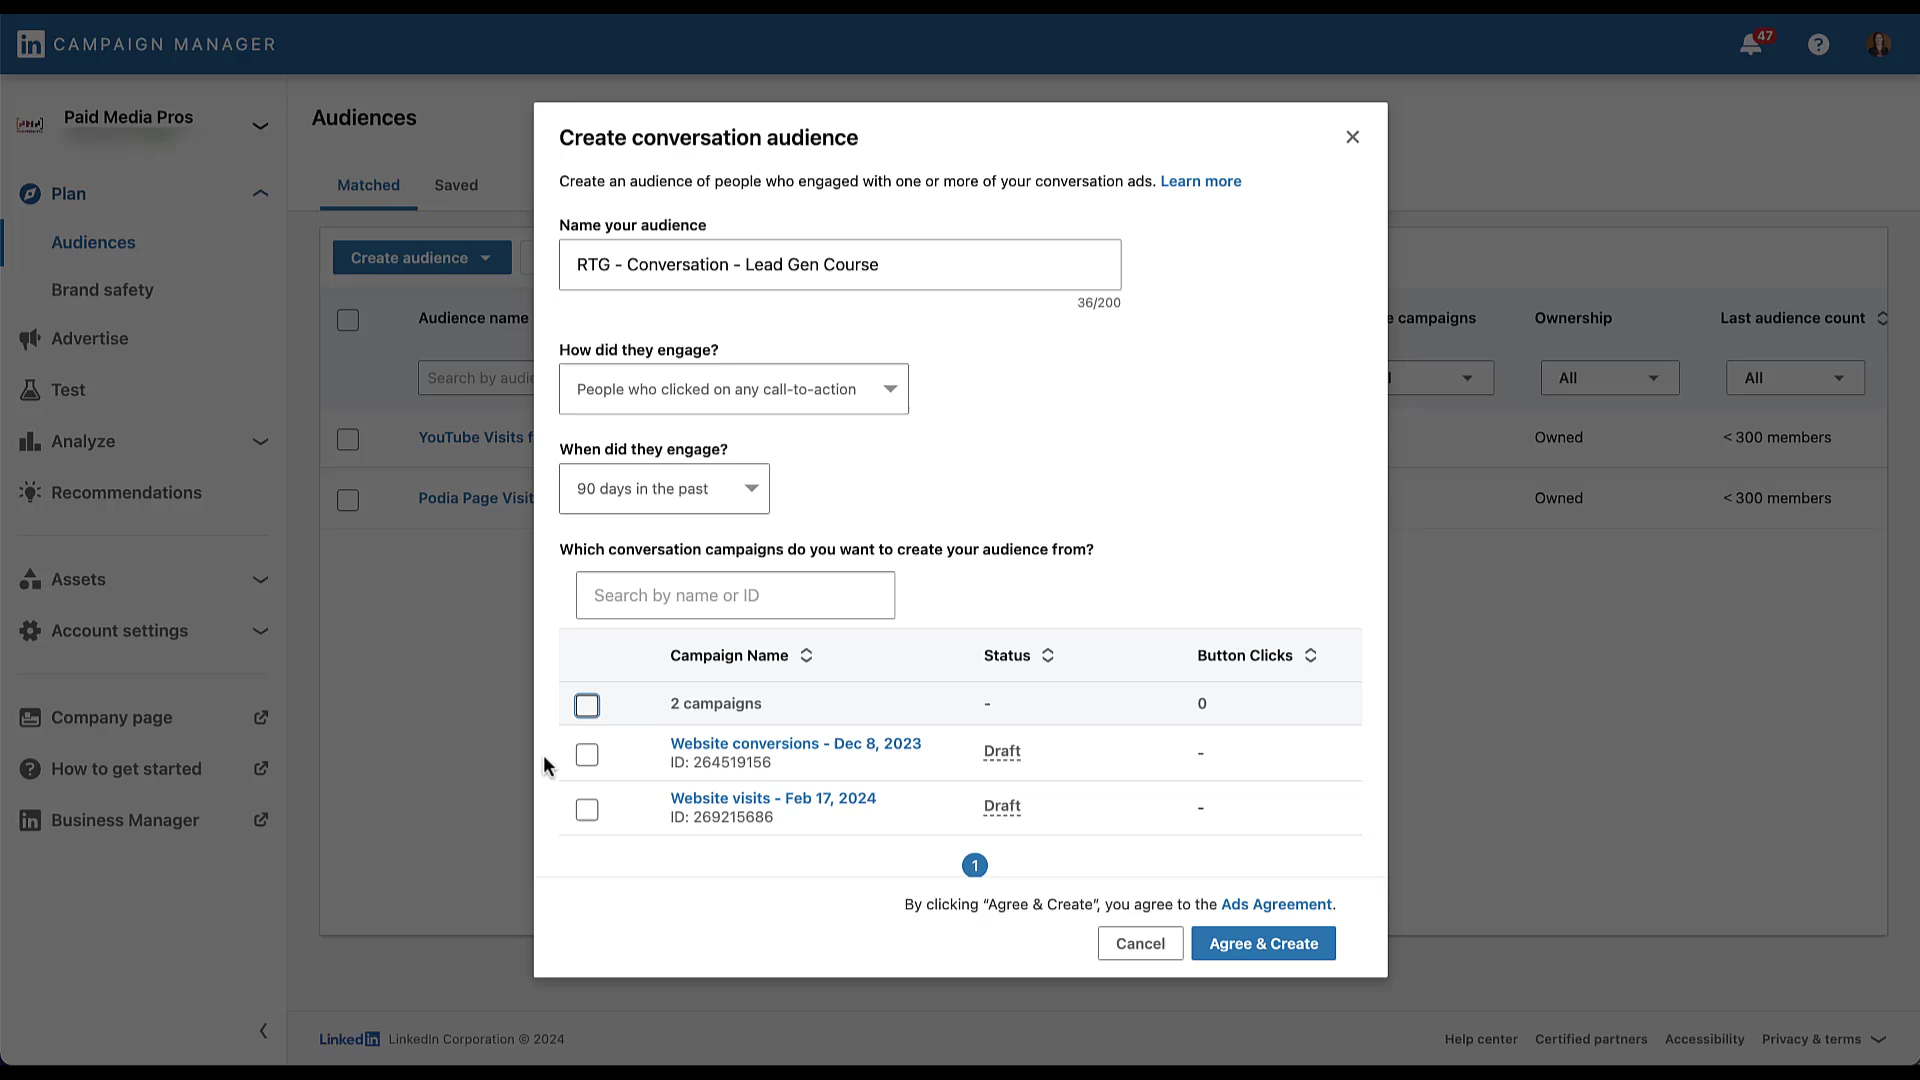 in CAMPAIGN MANAGER
47
Paid Media Pros
Plan
Audiences
Brand safety
Advertise
Test
Analyze
Recommendations
Assets
Account settings
Company page
How to get started
Business Manager
Audiences
Matched
Saved
Create audience
Audience name
campaigns
Ownership
Last audience count
Search by audie
All
All
YouTube Visits f
Owned
< 300 members
Podia Page Visit
Owned
< 300 members
Create conversation audience
Create an audience of people who engaged with one or more of your conversation ads. Learn more
Name your audience
RTG - Conversation - Lead Gen Course
36/200
How did they engage?
People who clicked on any call-to-action
When did they engage?
90 days in the past
Which conversation campaigns do you want to create your audience from?
Search by name or ID
Campaign Name
Status
Button Clicks
2 campaigns
-
0
Website conversions - Dec 8, 2023
ID: 264519156
Draft
-
Website visits - Feb 17, 2024
ID: 269215686
Draft
-
1
By clicking “Agree & Create”, you agree to the Ads Agreement.
Cancel
Agree & Create
LinkedIn LinkedIn Corporation © 2024
Help center
Certified partners
Accessibility
Privacy & terms